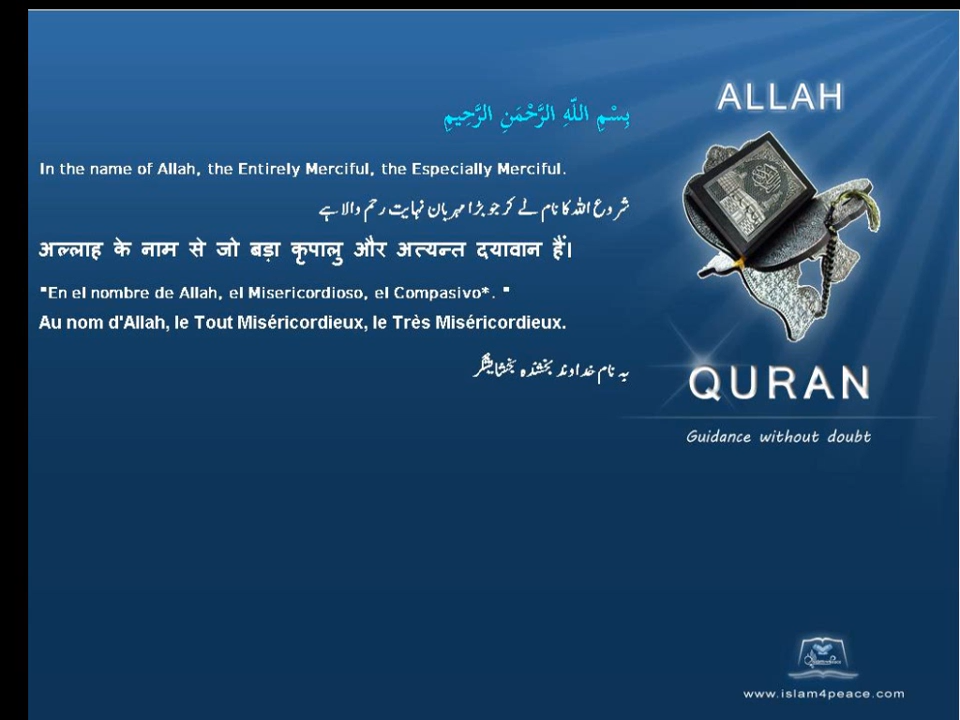 بِسْمِ اللّهِ الرَّحْمَنِ الرَّحِيمِ
In the name of Allah, the Entirely Merciful, the Especially Merciful.
شروع الله کا نام لے کر جو بڑا مہربان نہایت رحم والا ہے
अल्लाह के नाम से जो बड़ा कृपालु और अत्यन्त दयावान हैं।
"En el nombre de Allah, el Misericordioso, el Compasivo*. "
Au nom d'Allah, le Tout Miséricordieux, le Très Miséricordieux.
به نام خداوند بخشنده بخشایشگر
ALLAH
QURAN
Guidance without doubt
www.islam4peace.com